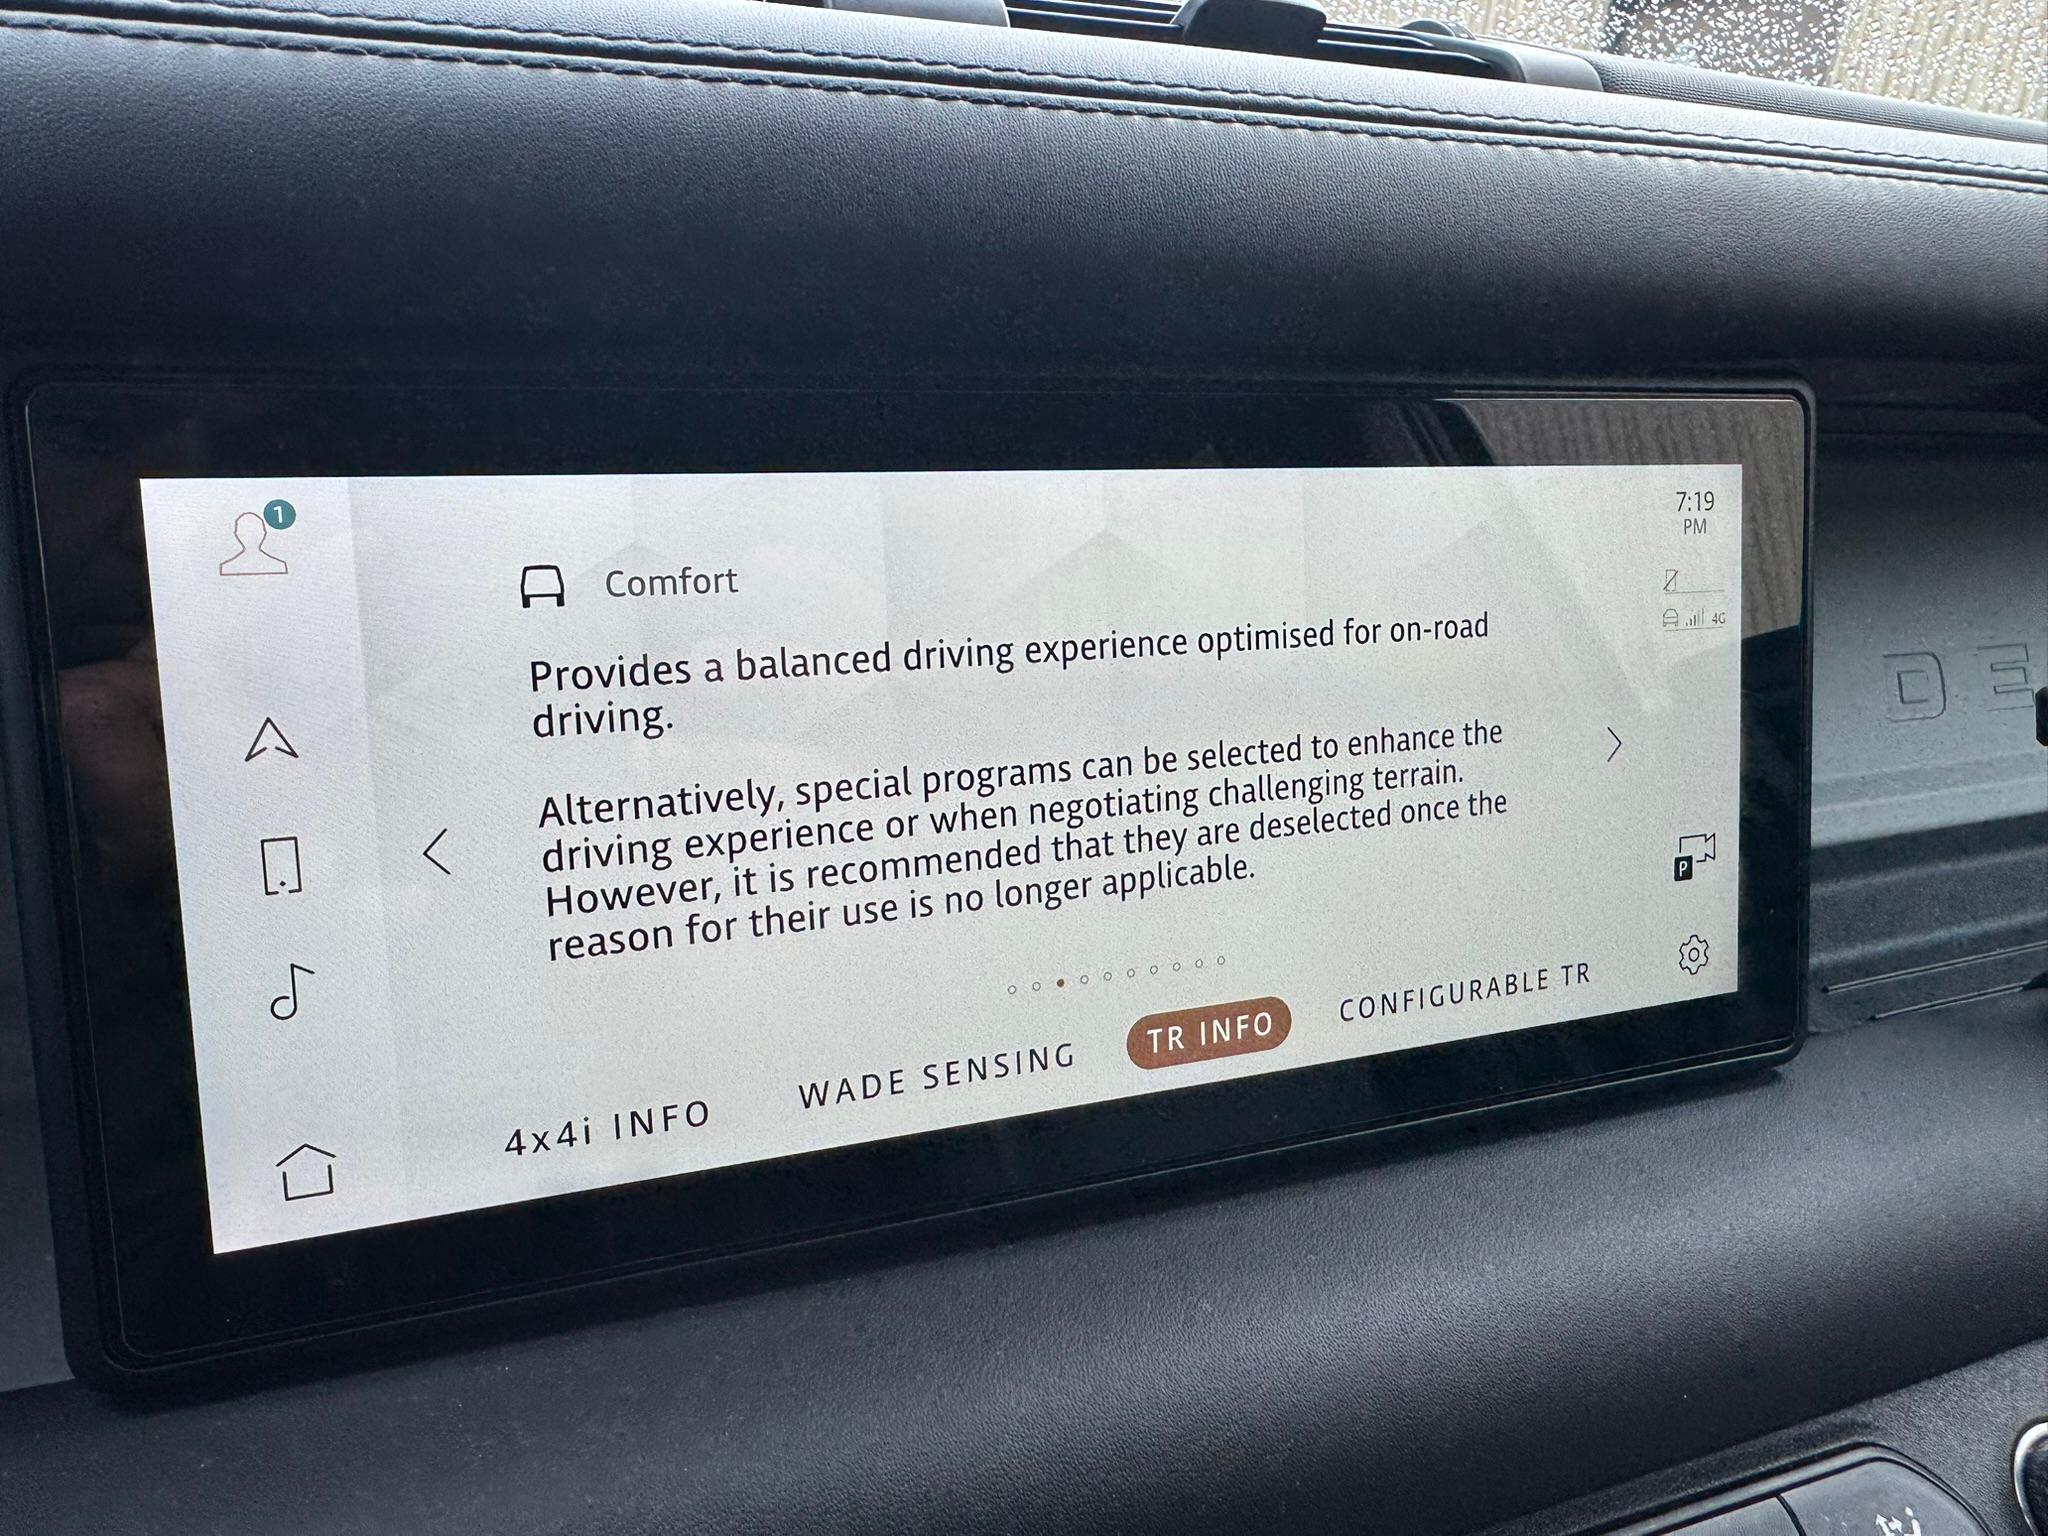 1
7:19
PM
4G
Comfort
Provides a balanced driving experience optimised for on-road
driving.
Alternatively, special programs can be selected to enhance the
driving experience or when negotiating challenging terrain.
However, it is recommended that they are deselected once the
reason for their use is no longer applicable.
P
4x4i INFO
WADE SENSING
TR INFO
CONFIGURABLE TR
DE